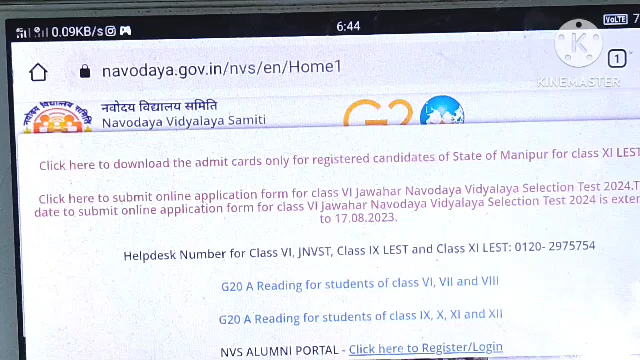 0.09KB/s
6:44
VoLTE 7
K
KINEMASTER
navodaya.gov.in/nvs/en/Home1
1
नवोदय विद्यालय समिति
Navodaya Vidyalaya Samiti
G2
Click here to download the admit cards only for registered candidates of State of Manipur for class XI LEST
Click here to submit online application form for class VI Jawahar Navodaya Vidyalaya Selection Test 2024.T
date to submit online application form for class VI Jawahar Navodaya Vidyalaya Selection Test 2024 is exten
to 17.08.2023.
Helpdesk Number for Class VI, JNVST, Class IX LEST and Class XI LEST: 0120- 2975754
G20 A Reading for students of class VI, VII and VIII
G20 A Reading for students of class IX, X, XI and XII
NVS ALUMNI PORTAL - Click here to Register/Login